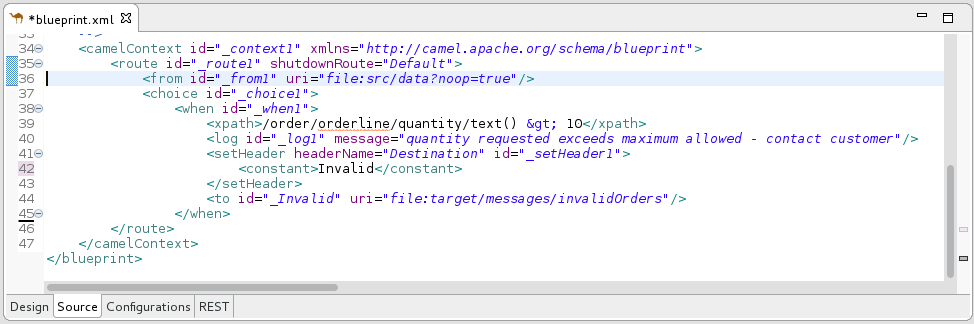 *blueprint.xml
33 -->
34 <camelContext id="_context1" xmlns="http://camel.apache.org/schema/blueprint">
35 <route id="_route1" shutdownRoute="Default">
36 <from id="_from1" uri="file:src/data?noop=true"/>
37 <choice id="_choice1">
38 <when id="_when1">
39 <xpath>/order/orderline/quantity/text() &gt; 10</xpath>
40 <log id="_log1" message="quantity requested exceeds maximum allowed - contact customer"/>
41 <setHeader headerName="Destination" id="_setHeader1">
42 <constant>Invalid</constant>
43 </setHeader>
44 <to id="_Invalid" uri="file:target/messages/invalidOrders"/>
45 </when>
46 </route>
47 </camelContext>
</blueprint>
Design Source Configurations REST